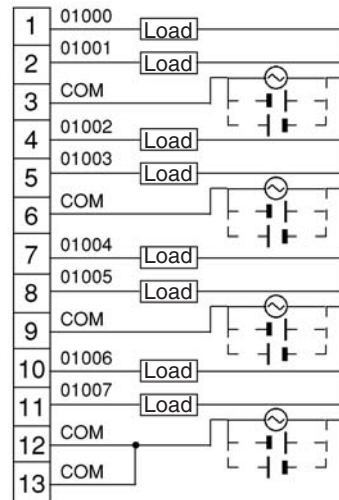 1 01000 Load
2 01001 Load
3 COM
4 01002 Load
5 01003 Load
6 COM
7 01004 Load
8 01005 Load
9 COM
10 01006 Load
11 01007 Load
12 COM
13 COM